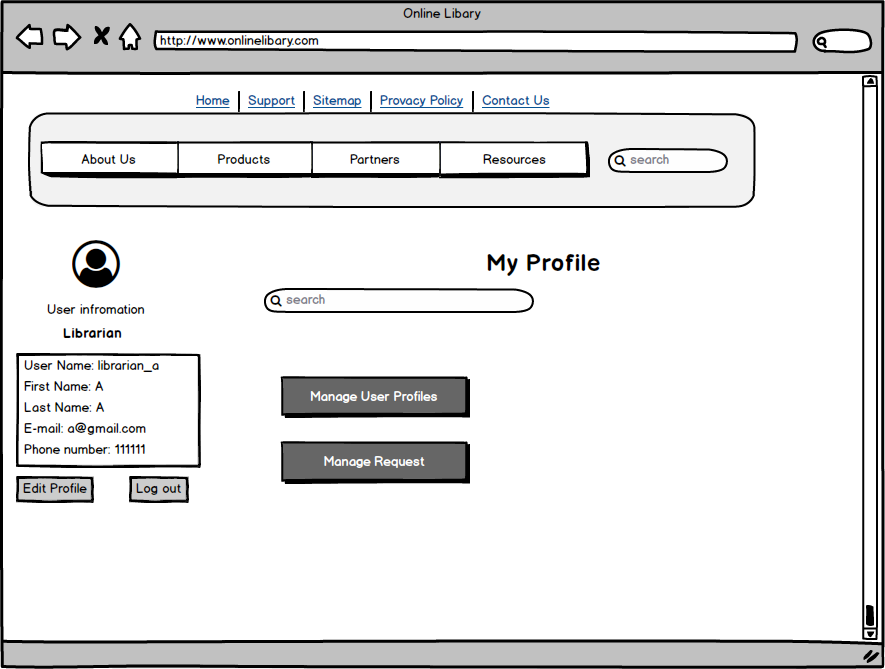 Online Libary
http://www.onlinelibary.com
Home Support Sitemap Provacy Policy Contact Us
About Us Products Partners Resources search
My Profile
search
User infromation
Librarian
User Name: librarian_a
First Name: A
Last Name: A
E-mail: a@gmail.com
Phone number: 111111
Edit Profile Log out
Manage User Profiles
Manage Request